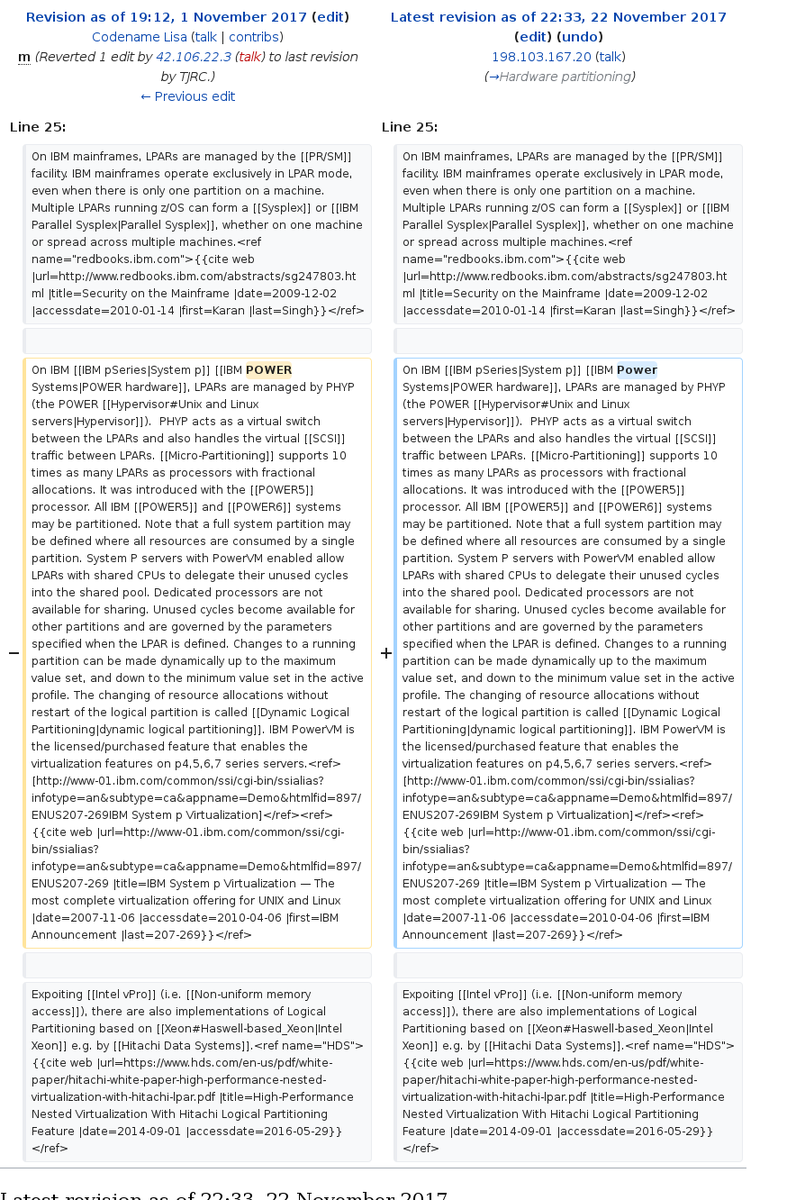 Revision as of 19:12, 1 November 2017 (edit)
Codename Lisa (talk | contribs)
m (Reverted 1 edit by 42.106.22.3 (talk) to last revision
by TJRC.)
← Previous edit
Latest revision as of 22:33, 22 November 2017
(edit) (undo)
198.103.167.20 (talk)
(→Hardware partitioning)
Line 25:
Line 25:
On IBM mainframes, LPARs are managed by the [[PR/SM]]
facility. IBM mainframes operate exclusively in LPAR mode,
even when there is only one partition on a machine.
Multiple LPARs running z/OS can form a [[Sysplex]] or [[IBM
Parallel Sysplex|Parallel Sysplex]], whether on one machine
or spread across multiple machines.<ref
name="redbooks.ibm.com">{{cite web
|url=http://www.redbooks.ibm.com/abstracts/sg247803.ht
ml |title=Security on the Mainframe |date=2009-12-02
|accessdate=2010-01-14 |first=Karan |last=Singh}}</ref>
On IBM mainframes, LPARs are managed by the [[PR/SM]]
facility. IBM mainframes operate exclusively in LPAR mode,
even when there is only one partition on a machine.
Multiple LPARs running z/OS can form a [[Sysplex]] or [[IBM
Parallel Sysplex|Parallel Sysplex]], whether on one machine
or spread across multiple machines.<ref
name="redbooks.ibm.com">{{cite web
|url=http://www.redbooks.ibm.com/abstracts/sg247803.ht
ml |title=Security on the Mainframe |date=2009-12-02
|accessdate=2010-01-14 |first=Karan |last=Singh}}</ref>
−
On IBM [[IBM pSeries|System p]] [[IBM POWER
Systems|POWER hardware]], LPARs are managed by PHYP
(the POWER [[Hypervisor#Unix and Linux
servers|Hypervisor]]).  PHYP acts as a virtual switch
between the LPARs and also handles the virtual [[SCSI]]
traffic between LPARs. [[Micro-Partitioning]] supports 10
times as many LPARs as processors with fractional
allocations. It was introduced with the [[POWER5]]
processor. All IBM [[POWER5]] and [[POWER6]] systems
may be partitioned. Note that a full system partition may
be defined where all resources are consumed by a single
partition. System P servers with PowerVM enabled allow
LPARs with shared CPUs to delegate their unused cycles
into the shared pool. Dedicated processors are not
available for sharing. Unused cycles become available for
other partitions and are governed by the parameters
specified when the LPAR is defined. Changes to a running
partition can be made dynamically up to the maximum
value set, and down to the minimum value set in the active
profile. The changing of resource allocations without
restart of the logical partition is called [[Dynamic Logical
Partitioning|dynamic logical partitioning]]. IBM PowerVM is
the licensed/purchased feature that enables the
virtualization features on p4,5,6,7 series servers.<ref>
[http://www-01.ibm.com/common/ssi/cgi-bin/ssialias?
infotype=an&subtype=ca&appname=Demo&htmlfid=897/
ENUS207-269IBM System p Virtualization]</ref><ref>
{{cite web |url=http://www-01.ibm.com/common/ssi/cgi-
bin/ssialias?
infotype=an&subtype=ca&appname=Demo&htmlfid=897/
ENUS207-269 |title=IBM System p Virtualization — The
most complete virtualization offering for UNIX and Linux
|date=2007-11-06 |accessdate=2010-04-06 |first=IBM
Announcement |last=207-269}}</ref>
+
On IBM [[IBM pSeries|System p]] [[IBM Power
Systems|POWER hardware]], LPARs are managed by PHYP
(the POWER [[Hypervisor#Unix and Linux
servers|Hypervisor]]).  PHYP acts as a virtual switch
between the LPARs and also handles the virtual [[SCSI]]
traffic between LPARs. [[Micro-Partitioning]] supports 10
times as many LPARs as processors with fractional
allocations. It was introduced with the [[POWER5]]
processor. All IBM [[POWER5]] and [[POWER6]] systems
may be partitioned. Note that a full system partition may
be defined where all resources are consumed by a single
partition. System P servers with PowerVM enabled allow
LPARs with shared CPUs to delegate their unused cycles
into the shared pool. Dedicated processors are not
available for sharing. Unused cycles become available for
other partitions and are governed by the parameters
specified when the LPAR is defined. Changes to a running
partition can be made dynamically up to the maximum
value set, and down to the minimum value set in the active
profile. The changing of resource allocations without
restart of the logical partition is called [[Dynamic Logical
Partitioning|dynamic logical partitioning]]. IBM PowerVM is
the licensed/purchased feature that enables the
virtualization features on p4,5,6,7 series servers.<ref>
[http://www-01.ibm.com/common/ssi/cgi-bin/ssialias?
infotype=an&subtype=ca&appname=Demo&htmlfid=897/
ENUS207-269IBM System p Virtualization]</ref><ref>
{{cite web |url=http://www-01.ibm.com/common/ssi/cgi-
bin/ssialias?
infotype=an&subtype=ca&appname=Demo&htmlfid=897/
ENUS207-269 |title=IBM System p Virtualization — The
most complete virtualization offering for UNIX and Linux
|date=2007-11-06 |accessdate=2010-04-06 |first=IBM
Announcement |last=207-269}}</ref>
Expoiting [[Intel vPro]] (i.e. [[Non-uniform memory
access]]), there are also implementations of Logical
Partitioning based on [[Xeon#Haswell-based_Xeon|Intel
Xeon]] e.g. by [[Hitachi Data Systems]].<ref name="HDS">
{{cite web |url=https://www.hds.com/en-us/pdf/white-
paper/hitachi-white-paper-high-performance-nested-
virtualization-with-hitachi-lpar.pdf |title=High-Performance
Nested Virtualization With Hitachi Logical Partitioning
Feature |date=2014-09-01 |accessdate=2016-05-29}}
</ref>
Expoiting [[Intel vPro]] (i.e. [[Non-uniform memory
access]]), there are also implementations of Logical
Partitioning based on [[Xeon#Haswell-based_Xeon|Intel
Xeon]] e.g. by [[Hitachi Data Systems]].<ref name="HDS">
{{cite web |url=https://www.hds.com/en-us/pdf/white-
paper/hitachi-white-paper-high-performance-nested-
virtualization-with-hitachi-lpar.pdf |title=High-Performance
Nested Virtualization With Hitachi Logical Partitioning
Feature |date=2014-09-01 |accessdate=2016-05-29}}
</ref>
Latest revision as of 22:33, 22 November 2017